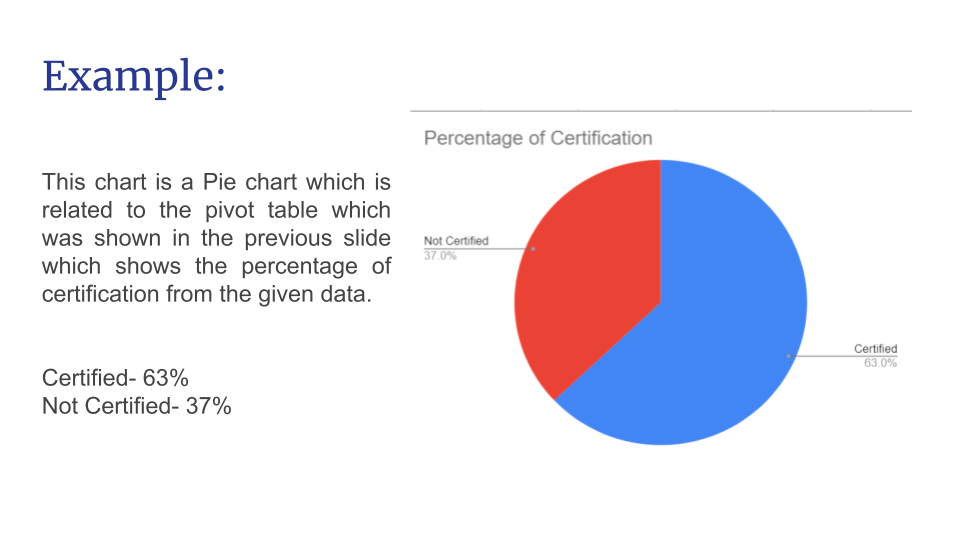 Example:
This chart is a Pie chart which is
related to the pivot table which
was shown in the previous slide
which shows the percentage of
certification from the given data.
Certified- 63%
Not Certified- 37%
Percentage of Certification
Not Certified
37.0%
Certified
63.0%